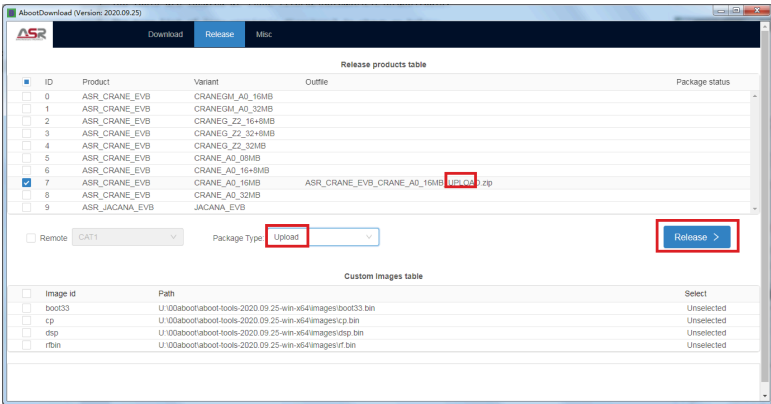 AbootDownload (Version: 2020.09.25)
ASR Download Release Misc
Release products table
ID Product Variant Outfile Package status
0 ASR_CRANE_EVB CRANEGM_A0_16MB
1 ASR_CRANE_EVB CRANEGM_A0_32MB
2 ASR_CRANE_EVB CRANEG_Z2_16+8MB
3 ASR_CRANE_EVB CRANEG_Z2_32+8MB
4 ASR_CRANE_EVB CRANEG_Z2_32MB
5 ASR_CRANE_EVB CRANE_A0_08MB
6 ASR_CRANE_EVB CRANE_A0_16+8MB
7 ASR_CRANE_EVB CRANE_A0_16MB ASR_CRANE_EVB_CRANE_A0_16MB_UPLOAD.zip
8 ASR_CRANE_EVB CRANE_A0_32MB
9 ASR_JACANA_EVB JACANA_EVB
Remote CAT1 Package Type: Upload Release >
Custom Images table
Image id Path Select
boot33 U:\00aboot\aboot-tools-2020.09.25-win-x64\images\boot33.bin Unselected
cp U:\00aboot\aboot-tools-2020.09.25-win-x64\images\cp.bin Unselected
dsp U:\00aboot\aboot-tools-2020.09.25-win-x64\images\dsp.bin Unselected
rfbin U:\00aboot\aboot-tools-2020.09.25-win-x64\images\rf.bin Unselected